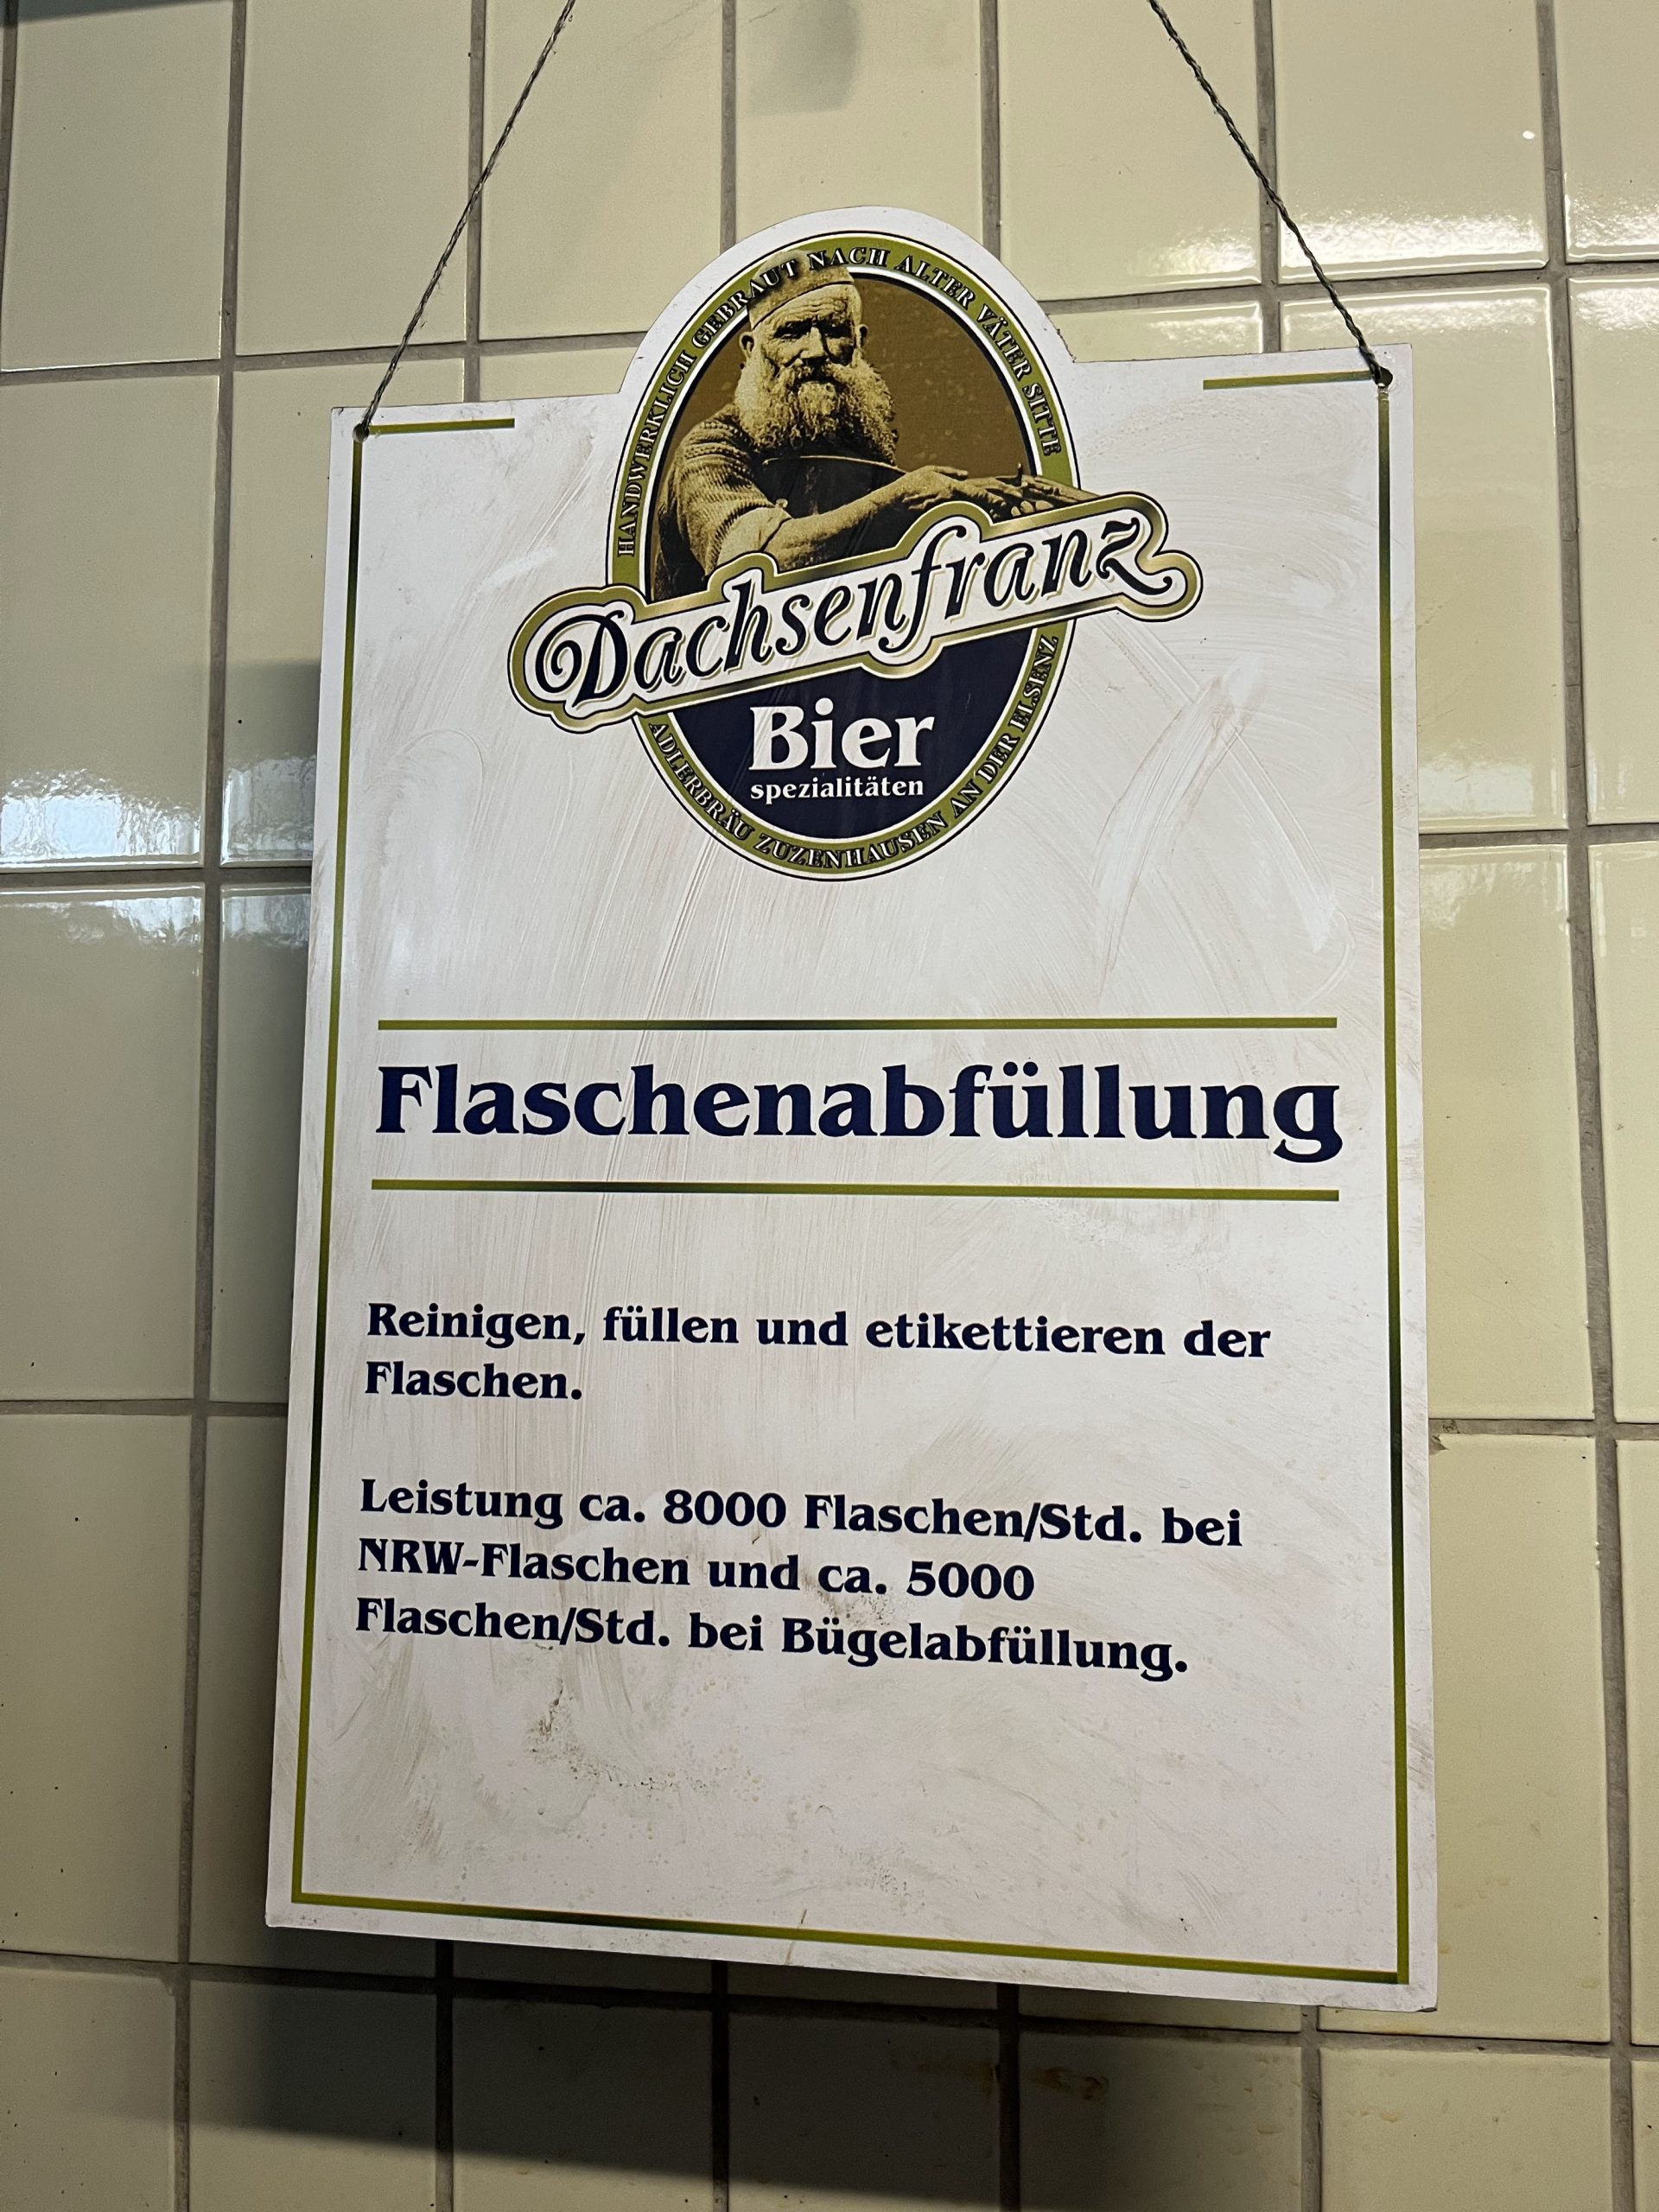 HANDWERKLICH GEBRAUT NACH ALTER VÄTER SITTE
Dachsenfranz
Bier
spezialitäten
ADLERBRÄU ZUZENHAUSEN AN DER ELSENZ
Flaschenabfüllung
Reinigen, füllen und etikettieren der
Flaschen.
Leistung ca. 8000 Flaschen/Std. bei
NRW-Flaschen und ca. 5000
Flaschen/Std. bei Bügelabfüllung.